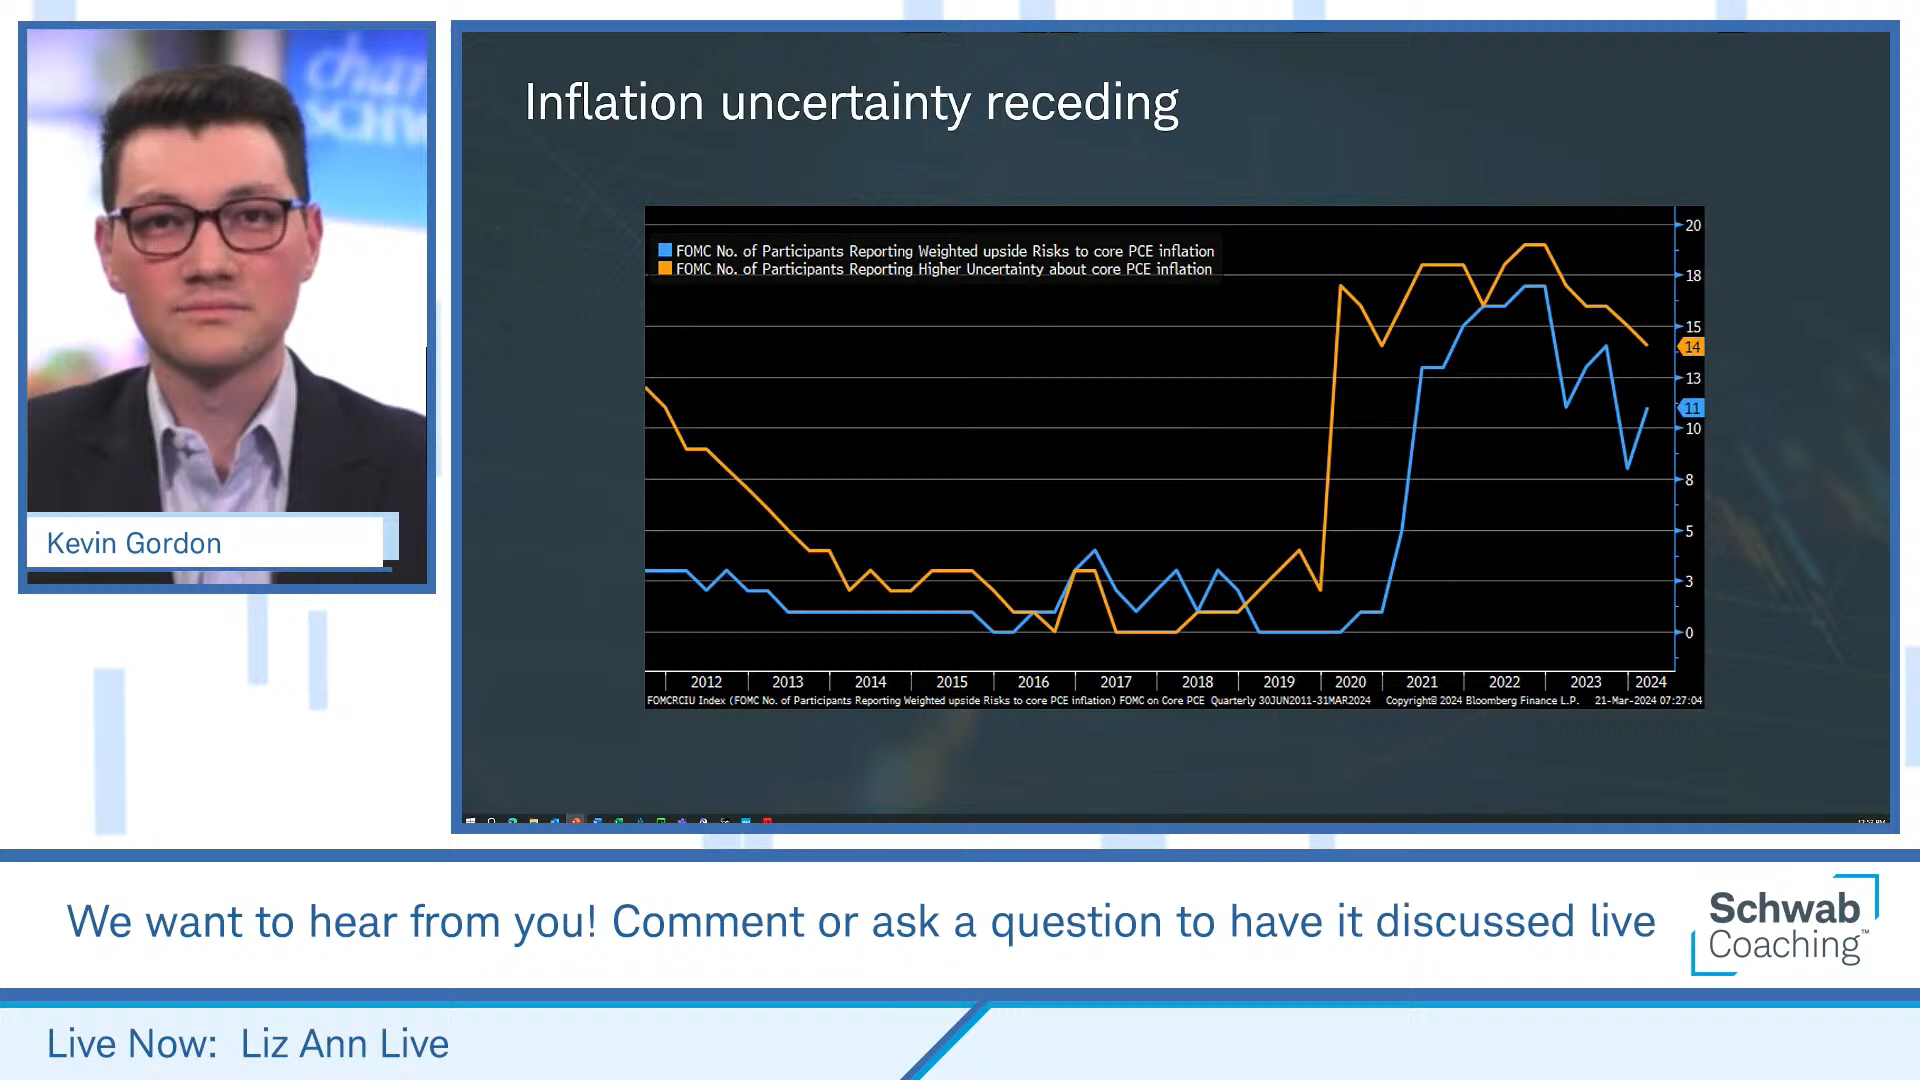 Inflation uncertainty receding
FOMC No. of Participants Reporting Weighted upside Risks to core PCE inflation
FOMC No. of Participants Reporting Higher Uncertainty about core PCE inflation
20
18
15
14
13
11
10
8
5
3
0
2012 2013 2014 2015 2016 2017 2018 2019 2020 2021 2022 2023 2024
FOMCRCIU Index (FOMC No. of Participants Reporting Weighted upside Risks to core PCE inflation) FOMC on Core PCE Quarterly 30JUN2011-31MAR2024 Copyright© 2024 Bloomberg Finance L.P. 21-Mar-2024 07:27:04
Kevin Gordon
We want to hear from you! Comment or ask a question to have it discussed live
Schwab
Coaching™
Live Now: Liz Ann Live